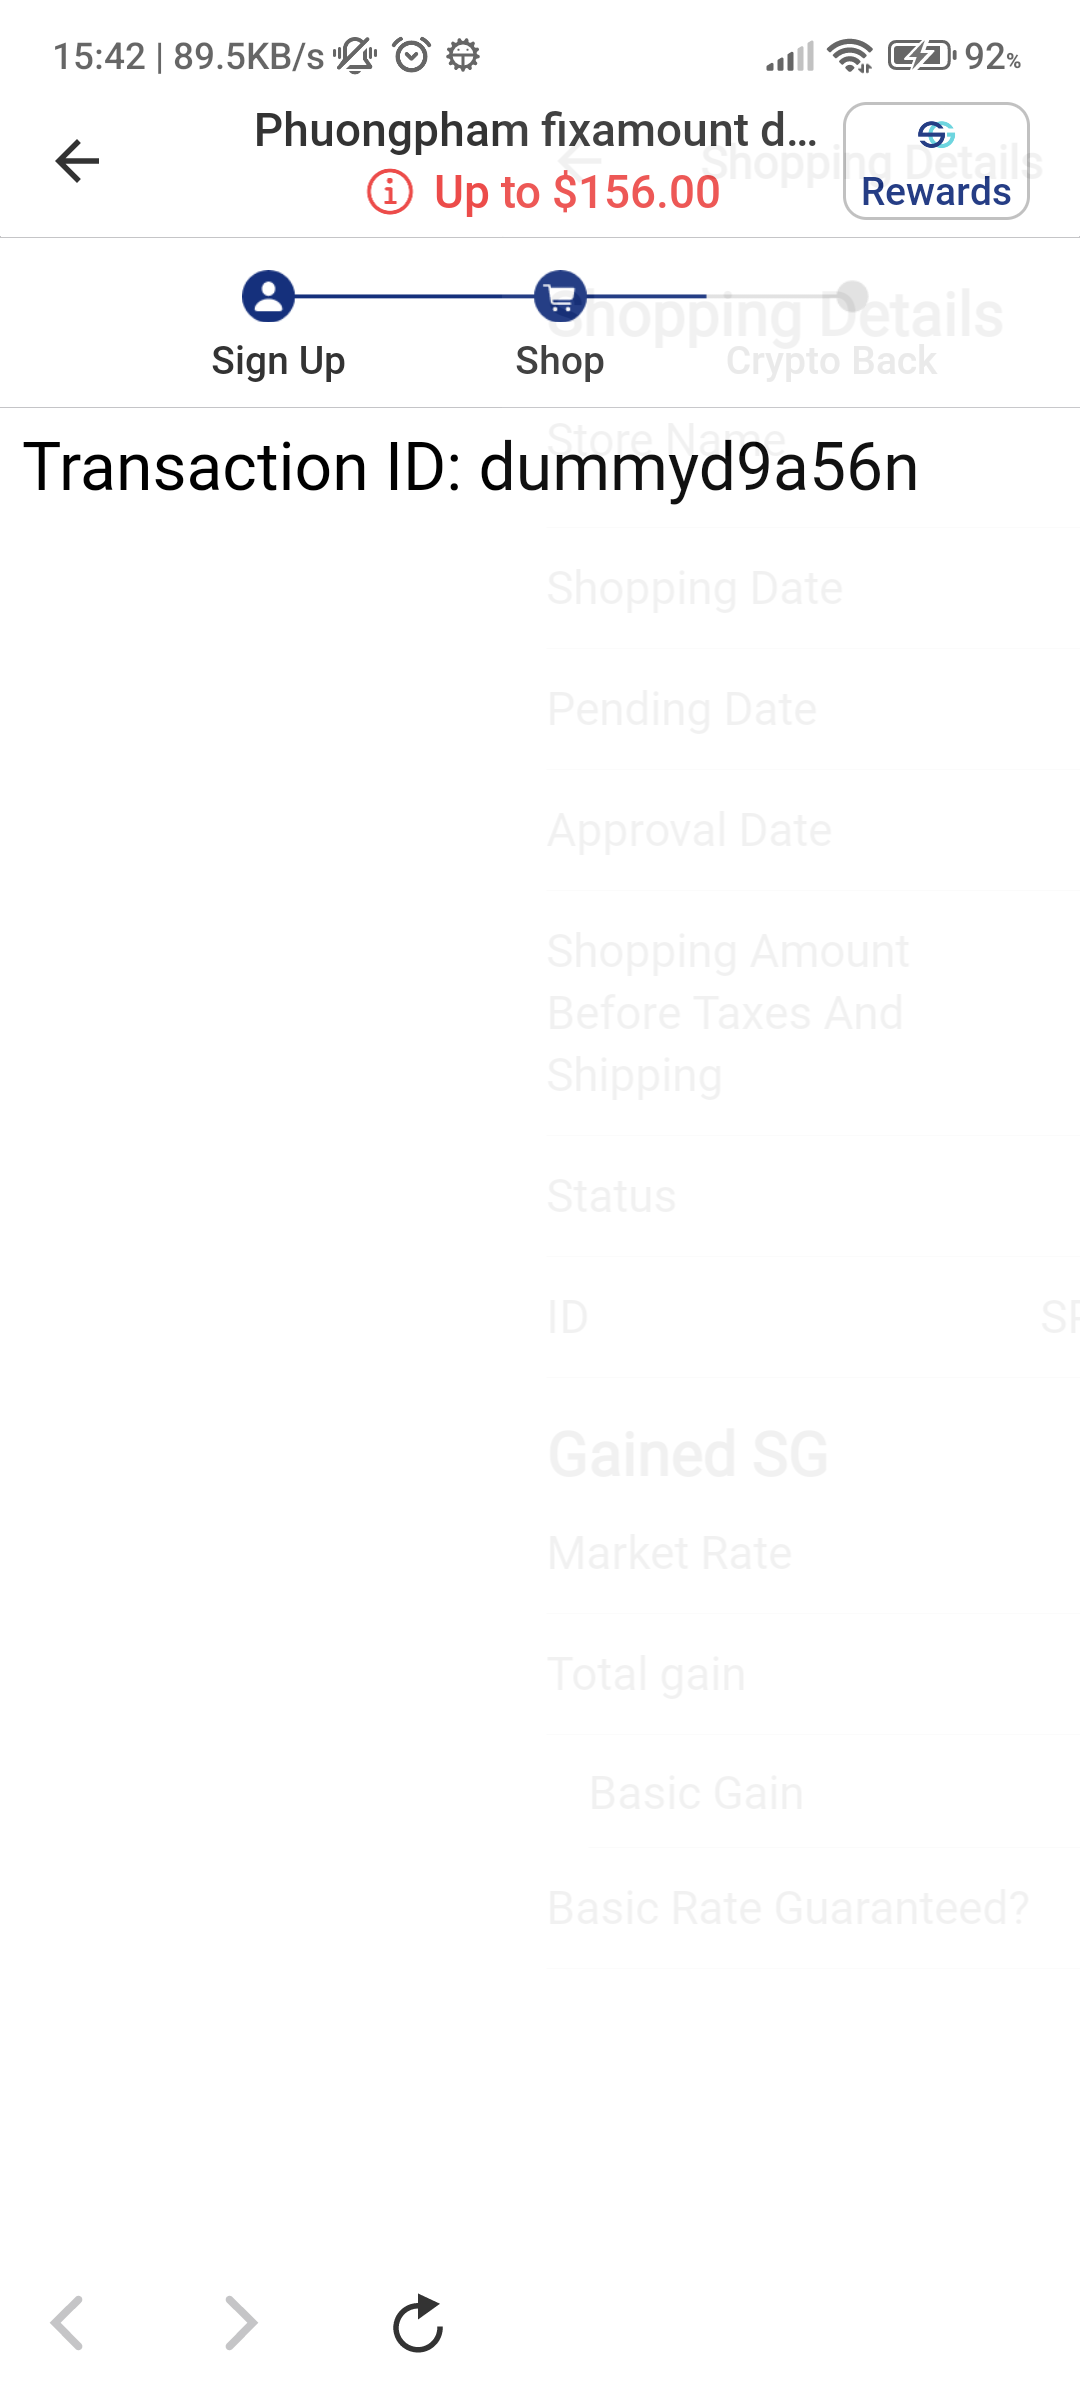 15:42 | 89.5KB/s
92%
Phuongpham fixamount d...
Up to $156.00
Rewards
Shopping Details
Sign Up
Shop
Crypto Back
Shopping Details
Store Name
Transaction ID: dummyd9a56n
Shopping Date
Pending Date
Approval Date
Shopping Amount
Before Taxes And
Shipping
Status
ID
Gained SG
Market Rate
Total gain
Basic Gain
Basic Rate Guaranteed?